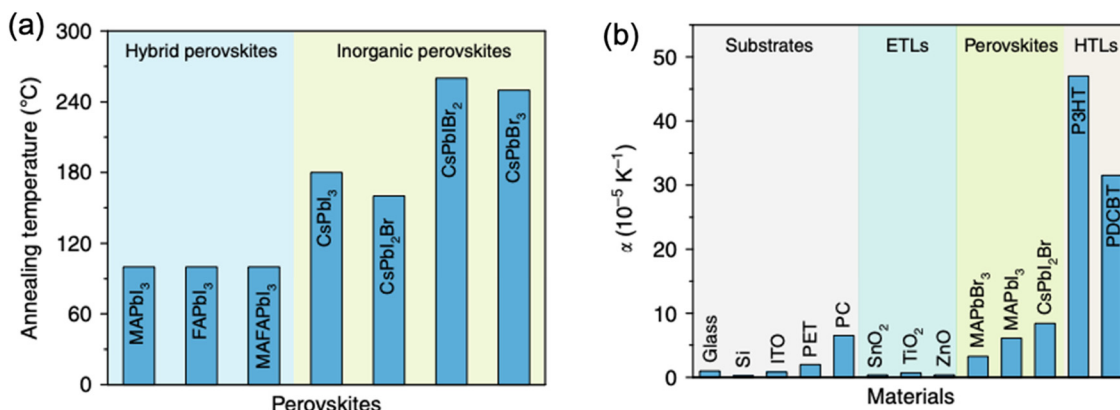 (a)
300
240
180
120
60
0
Annealing temperature (°C)
Hybrid perovskites
Inorganic perovskites
MAPbI₃
FAPbI₃
MAFAPbI₃
CsPbI₃
CsPbI₂Br
CsPbIBr₂
CsPbBr₃
Perovskites
(b)
50
40
30
20
10
0
α (10⁻⁵ K⁻¹)
Substrates
ETLs
Perovskites
HTLs
Glass
Si
ITO
PET
PC
SnO₂
TiO₂
ZnO
MAPbBr₃
MAPbI₃
CsPbI₂Br
P3HT
PDCBT
Materials